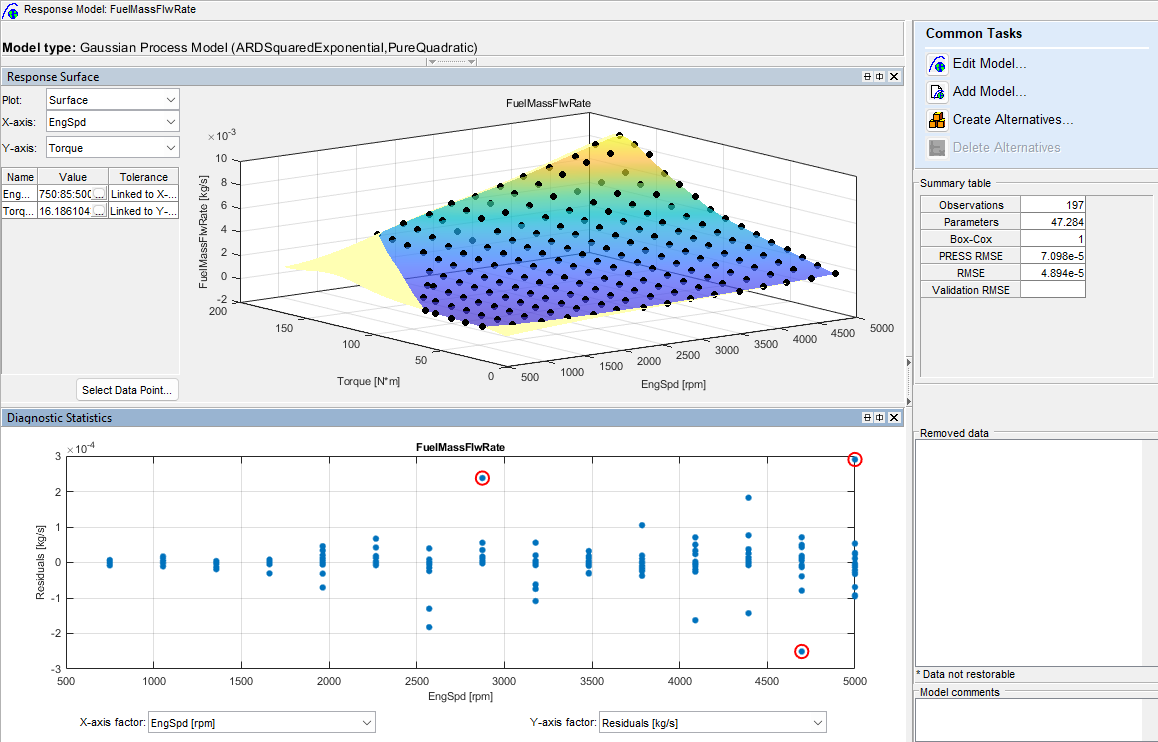 Response Model: FuelMassFlwRate
Model type: Gaussian Process Model (ARDSquaredExponential,PureQuadratic)
Response Surface
Plot: Surface
X-axis: EngSpd
Y-axis: Torque
Name Value Tolerance
Eng... 750:85:500 ... Linked to X-...
Torq... 16.186104 ... Linked to Y-...
Select Data Point...
FuelMassFlwRate
×10-3
10
8
6
4
2
0
-2
FuelMassFlwRate [kg/s]
200
150
100
50
0
Torque [N*m]
500
1000
1500
2000
2500
3000
3500
4000
4500
5000
EngSpd [rpm]
Diagnostic Statistics
FuelMassFlwRate
×10-4
3
2
1
0
-1
-2
-3
Residuals [kg/s]
500 1000 1500 2000 2500 3000 3500 4000 4500 5000
EngSpd [rpm]
X-axis factor: EngSpd [rpm] Y-axis factor: Residuals [kg/s]
Common Tasks
Edit Model...
Add Model...
Create Alternatives...
Delete Alternatives
Summary table
Observations 197
Parameters 47.284
Box-Cox 1
PRESS RMSE 7.098e-5
RMSE 4.894e-5
Validation RMSE
Removed data
* Data not restorable
Model comments